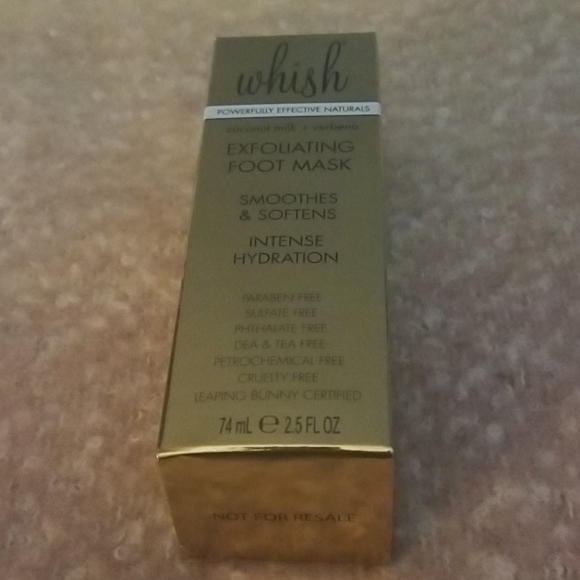 whish
POWERFULLY EFFECTIVE NATURALS
coconut milk + verbena
EXFOLIATING
FOOT MASK
SMOOTHES
& SOFTENS
INTENSE
HYDRATION
PARABEN FREE
SULFATE FREE
PHTHALATE FREE
DEA & TEA FREE
PETROCHEMICAL FREE
CRUELTY FREE
LEAPING BUNNY CERTIFIED
74 mL ℮ 2.5 FL OZ
NOT FOR RESALE